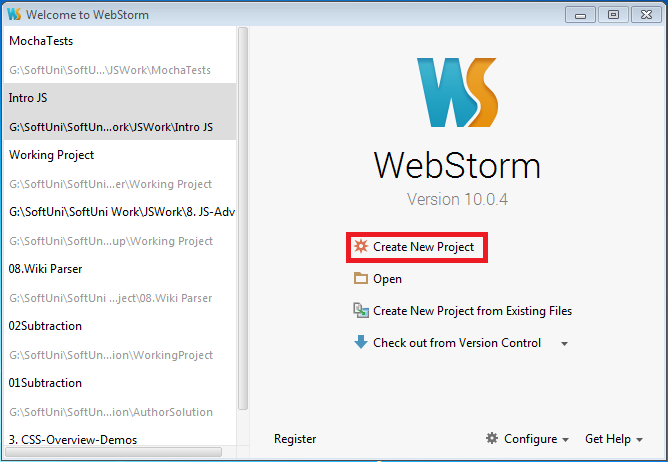 Welcome to WebStorm
MochaTests
G:\SoftUni\SoftU...\JSWork\MochaTests
Intro JS
G:\SoftUni\SoftUn...ork\JSWork\Intro JS
Working Project
G:\SoftUni\SoftUni...er\Working Project
G:\SoftUni\SoftUni Work\JSWork\8. JS-Adv
G:\SoftUni\SoftUn...up\Working Project
08.Wiki Parser
G:\SoftUni\SoftUni ...ject\08.Wiki Parser
02Subtraction
G:\SoftUni\SoftUn...ion\WorkingProject
01Subtraction
G:\SoftUni\SoftUn...ion\AuthorSolution
3. CSS-Overview-Demos
WS
WebStorm
Version 10.0.4
Create New Project
Open
Create New Project from Existing Files
Check out from Version Control
Register
Configure
Get Help